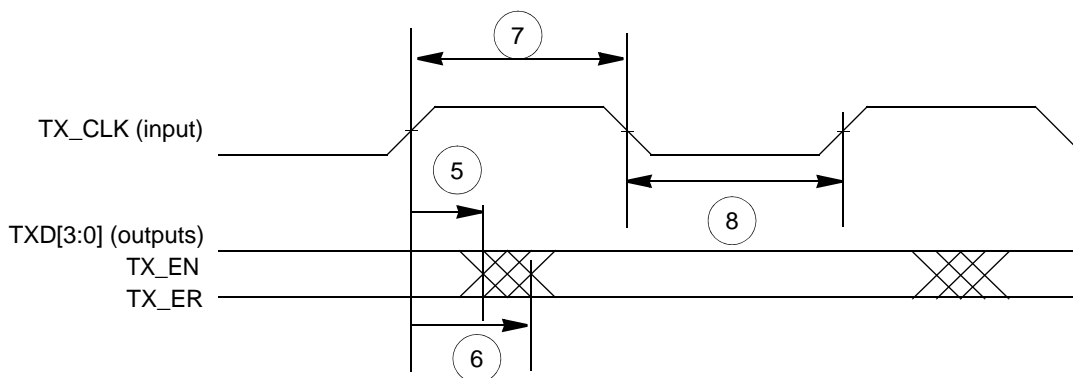 7
TX_CLK (input)
5
8
TXD[3:0] (outputs)
TX_EN
TX_ER
6